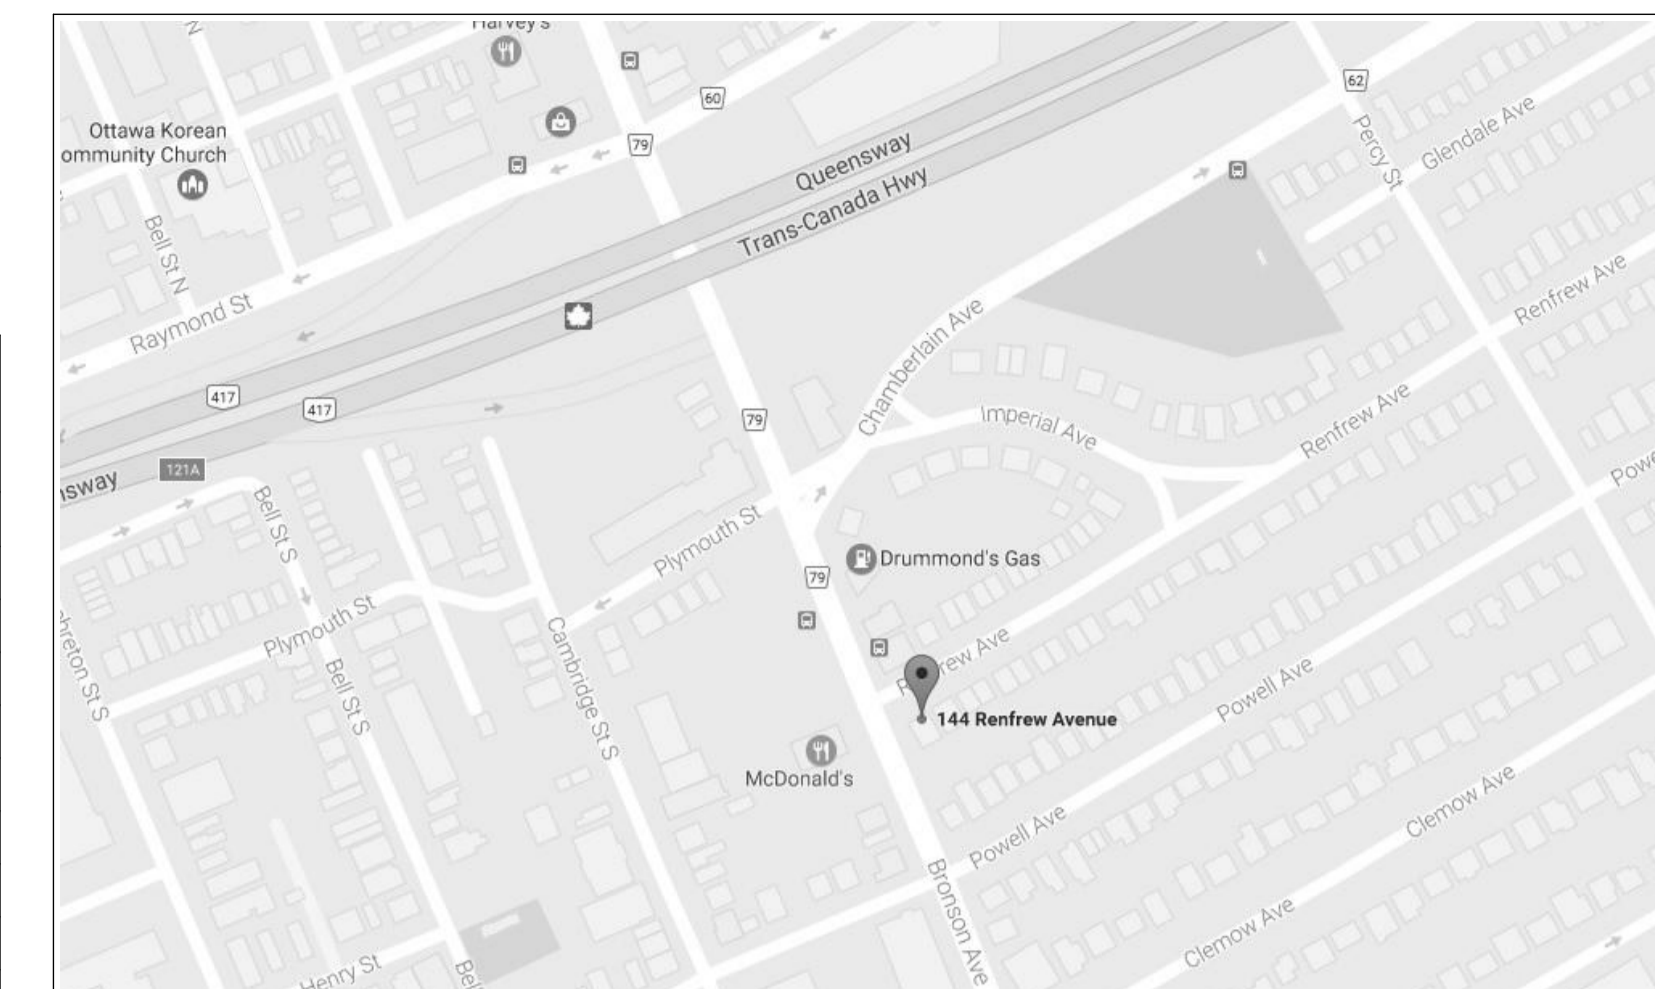 Harvey's
62
60
Ottawa Korean
ommunity Church
79
Percy St
Glendale Ave
Queensway
Trans-Canada Hwy
Bell St N
Renfrew Ave
Raymond St
Chamberlain Ave
417
417
79
Imperial Ave
Renfrew Ave
121A
nsway
Bell St S
Plymouth St
Drummond's Gas
79
Plymouth St
Cambridge St S
Bell St S
Powell Ave
144 Renfrew Avenue
McDonald's
Powell Ave
Clemow Ave
Bronson Ave
Clemow Ave
Henry St
Bel